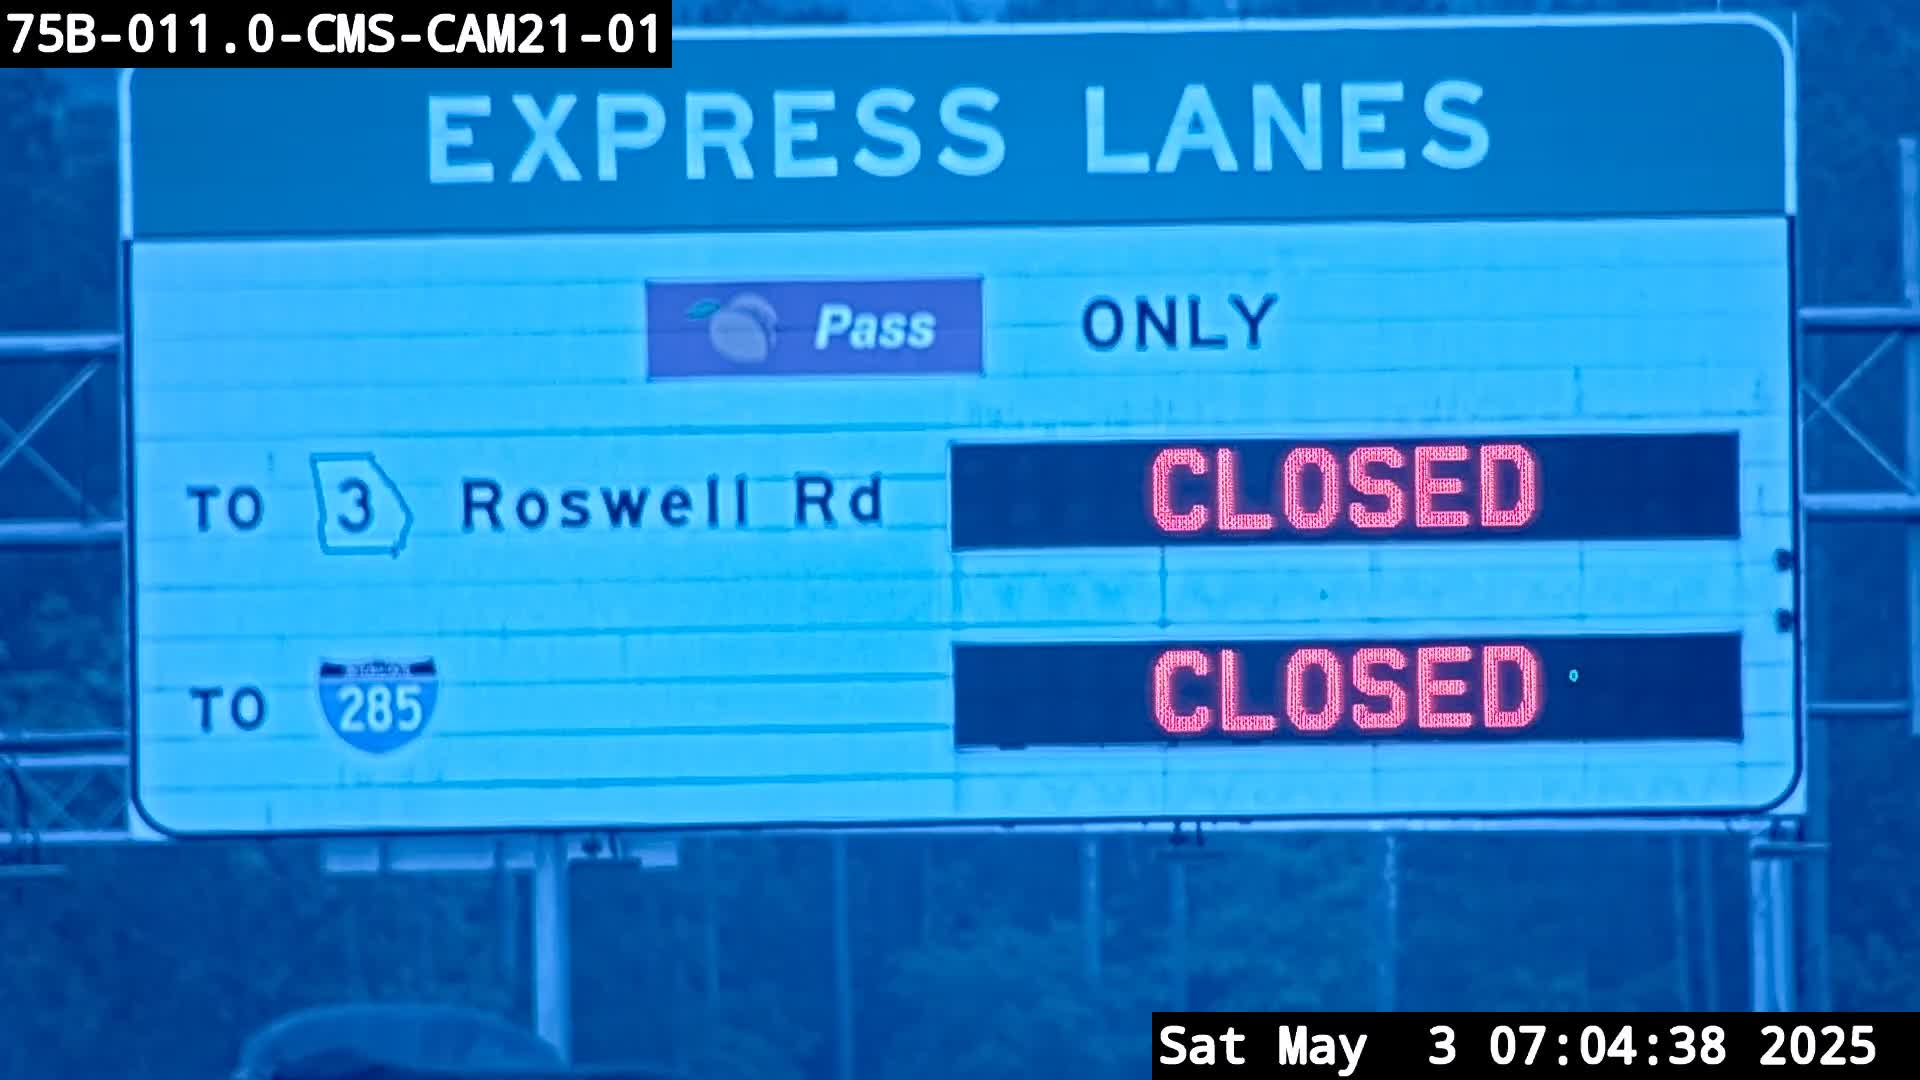 75B-011.0-CMS-CAM21-01
EXPRESS LANES
Pass ONLY
TO 3 Roswell Rd CLOSED
TO 285 CLOSED
Sat May 3 07:04:38 2025